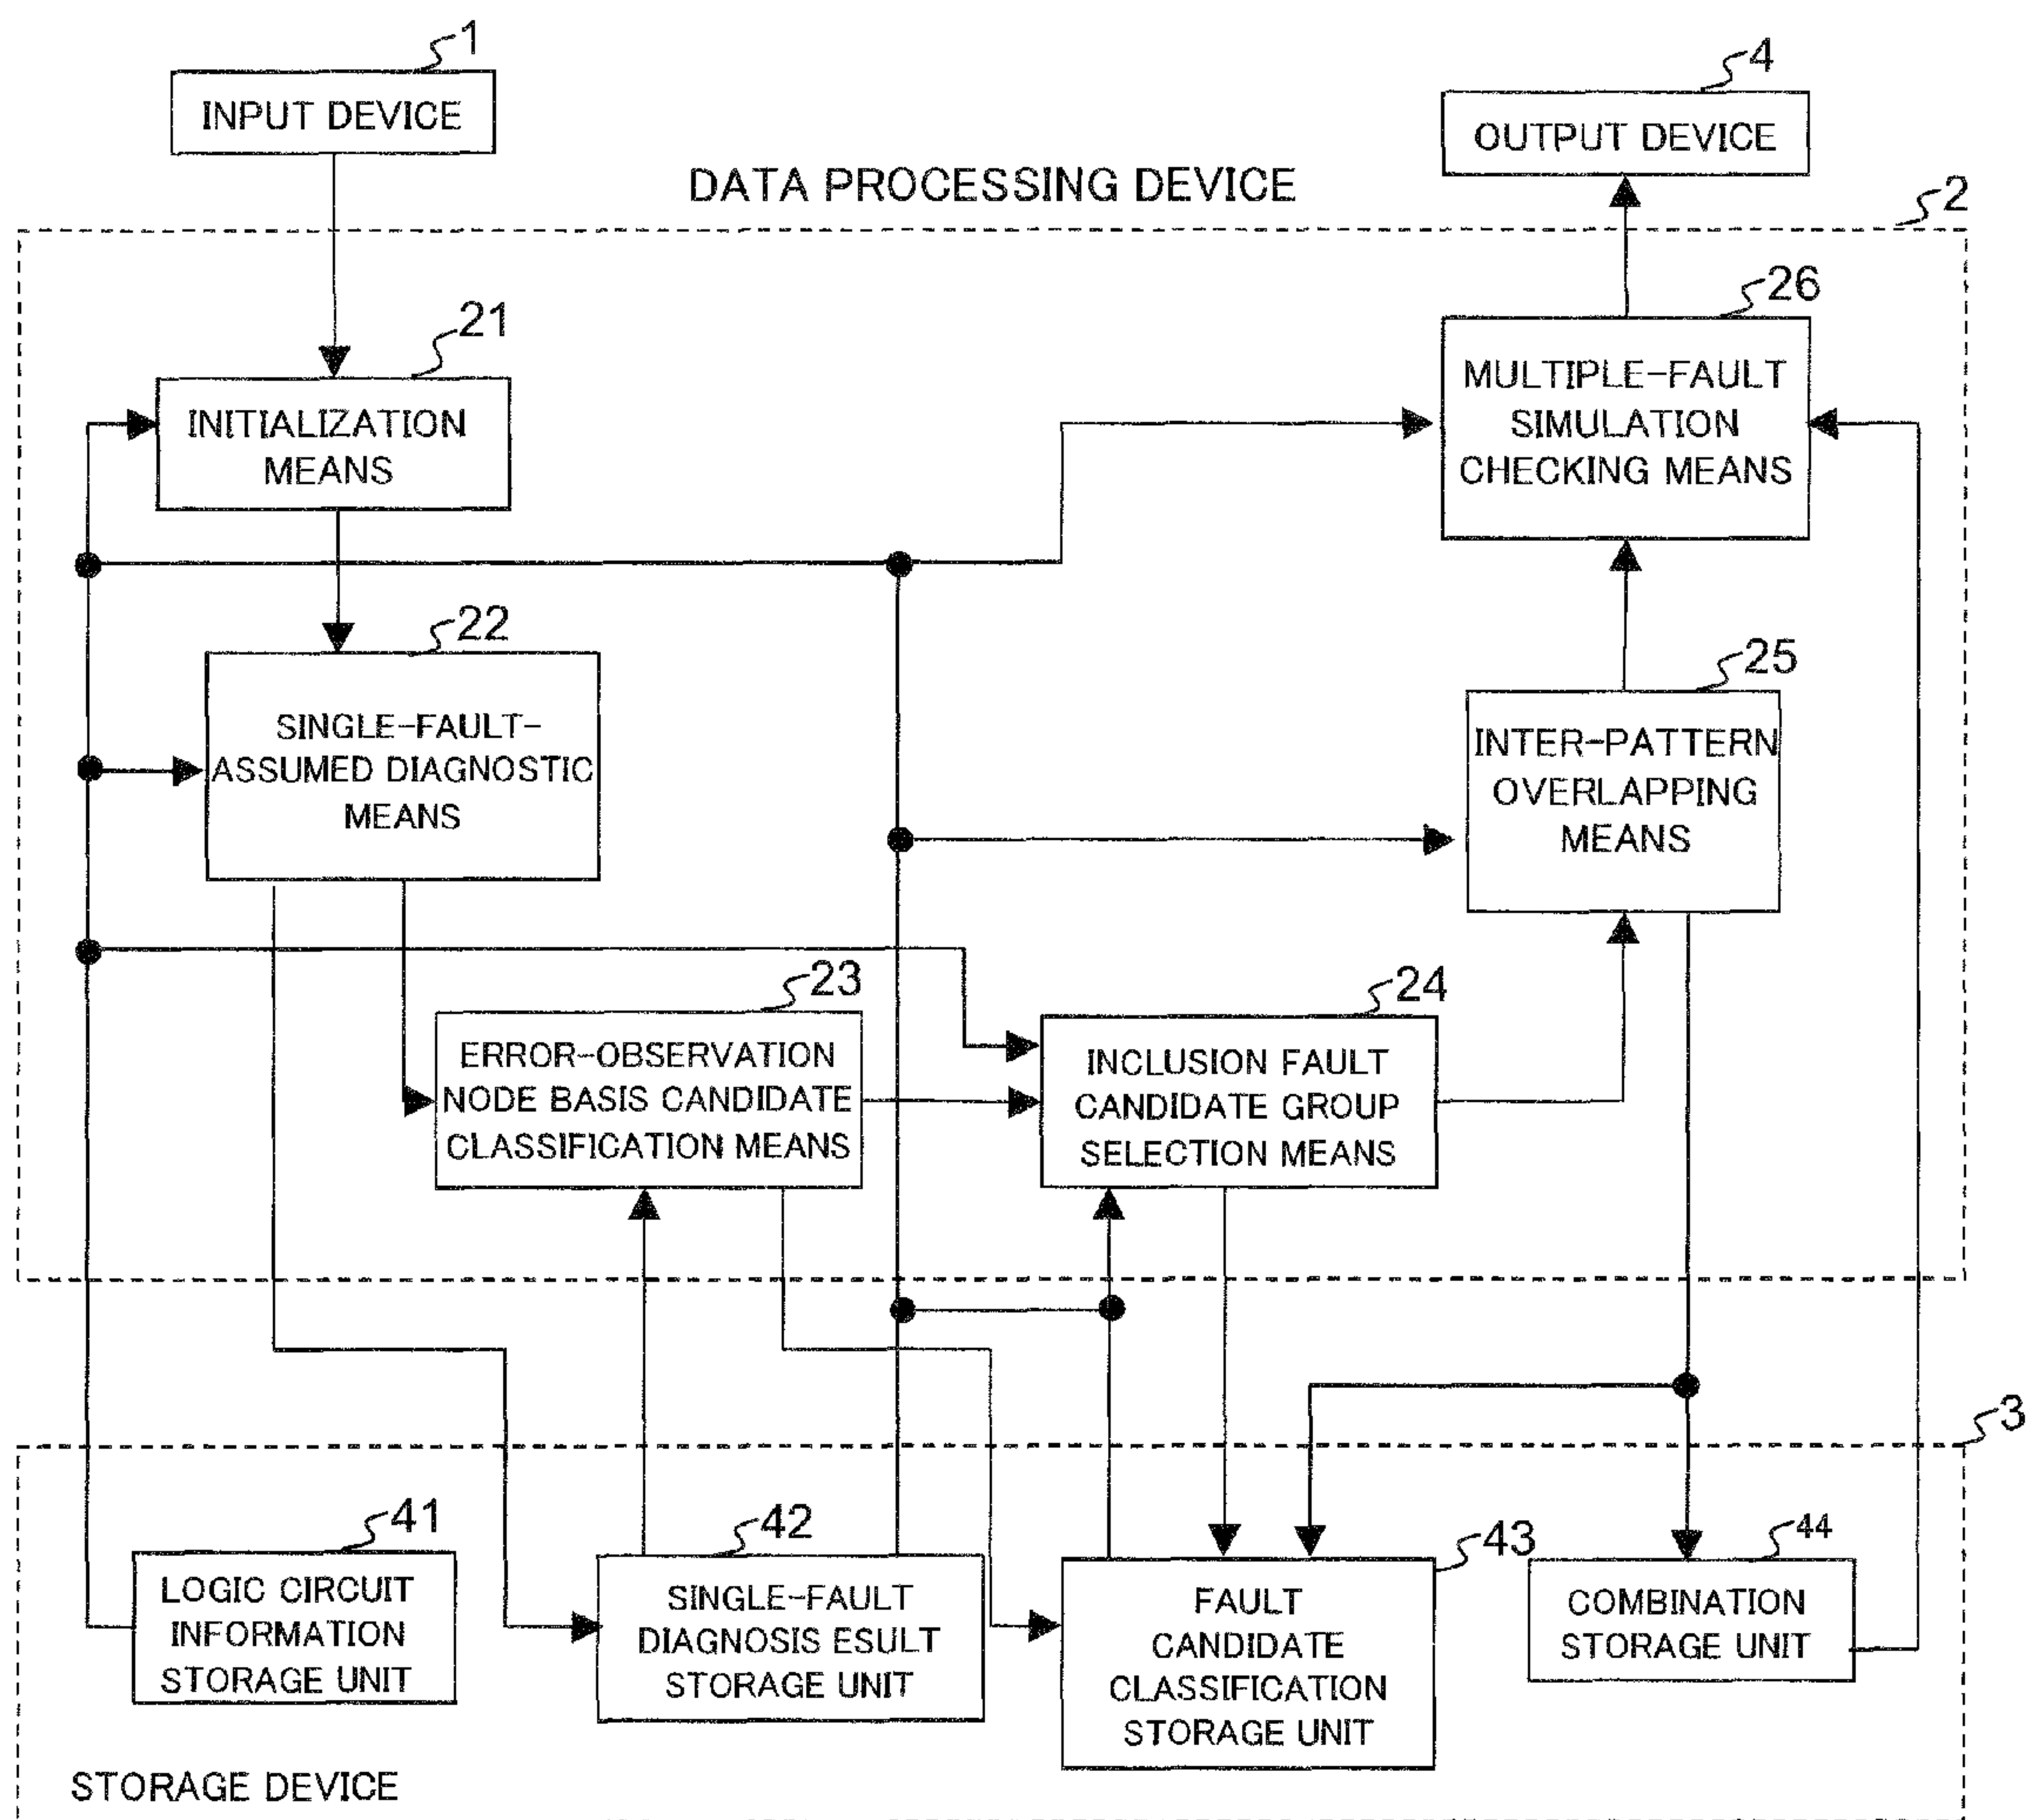 1
INPUT DEVICE
4
OUTPUT DEVICE
DATA PROCESSING DEVICE
2
21
INITIALIZATION
MEANS
26
MULTIPLE-FAULT
SIMULATION
CHECKING MEANS
22
SINGLE-FAULT-
ASSUMED DIAGNOSTIC
MEANS
25
INTER-PATTERN
OVERLAPPING
MEANS
23
ERROR-OBSERVATION
NODE BASIS CANDIDATE
CLASSIFICATION MEANS
24
INCLUSION FAULT
CANDIDATE GROUP
SELECTION MEANS
3
41
LOGIC CIRCUIT
INFORMATION
STORAGE UNIT
42
SINGLE-FAULT
DIAGNOSIS ESULT
STORAGE UNIT
43
FAULT
CANDIDATE
CLASSIFICATION
STORAGE UNIT
44
COMBINATION
STORAGE UNIT
STORAGE DEVICE